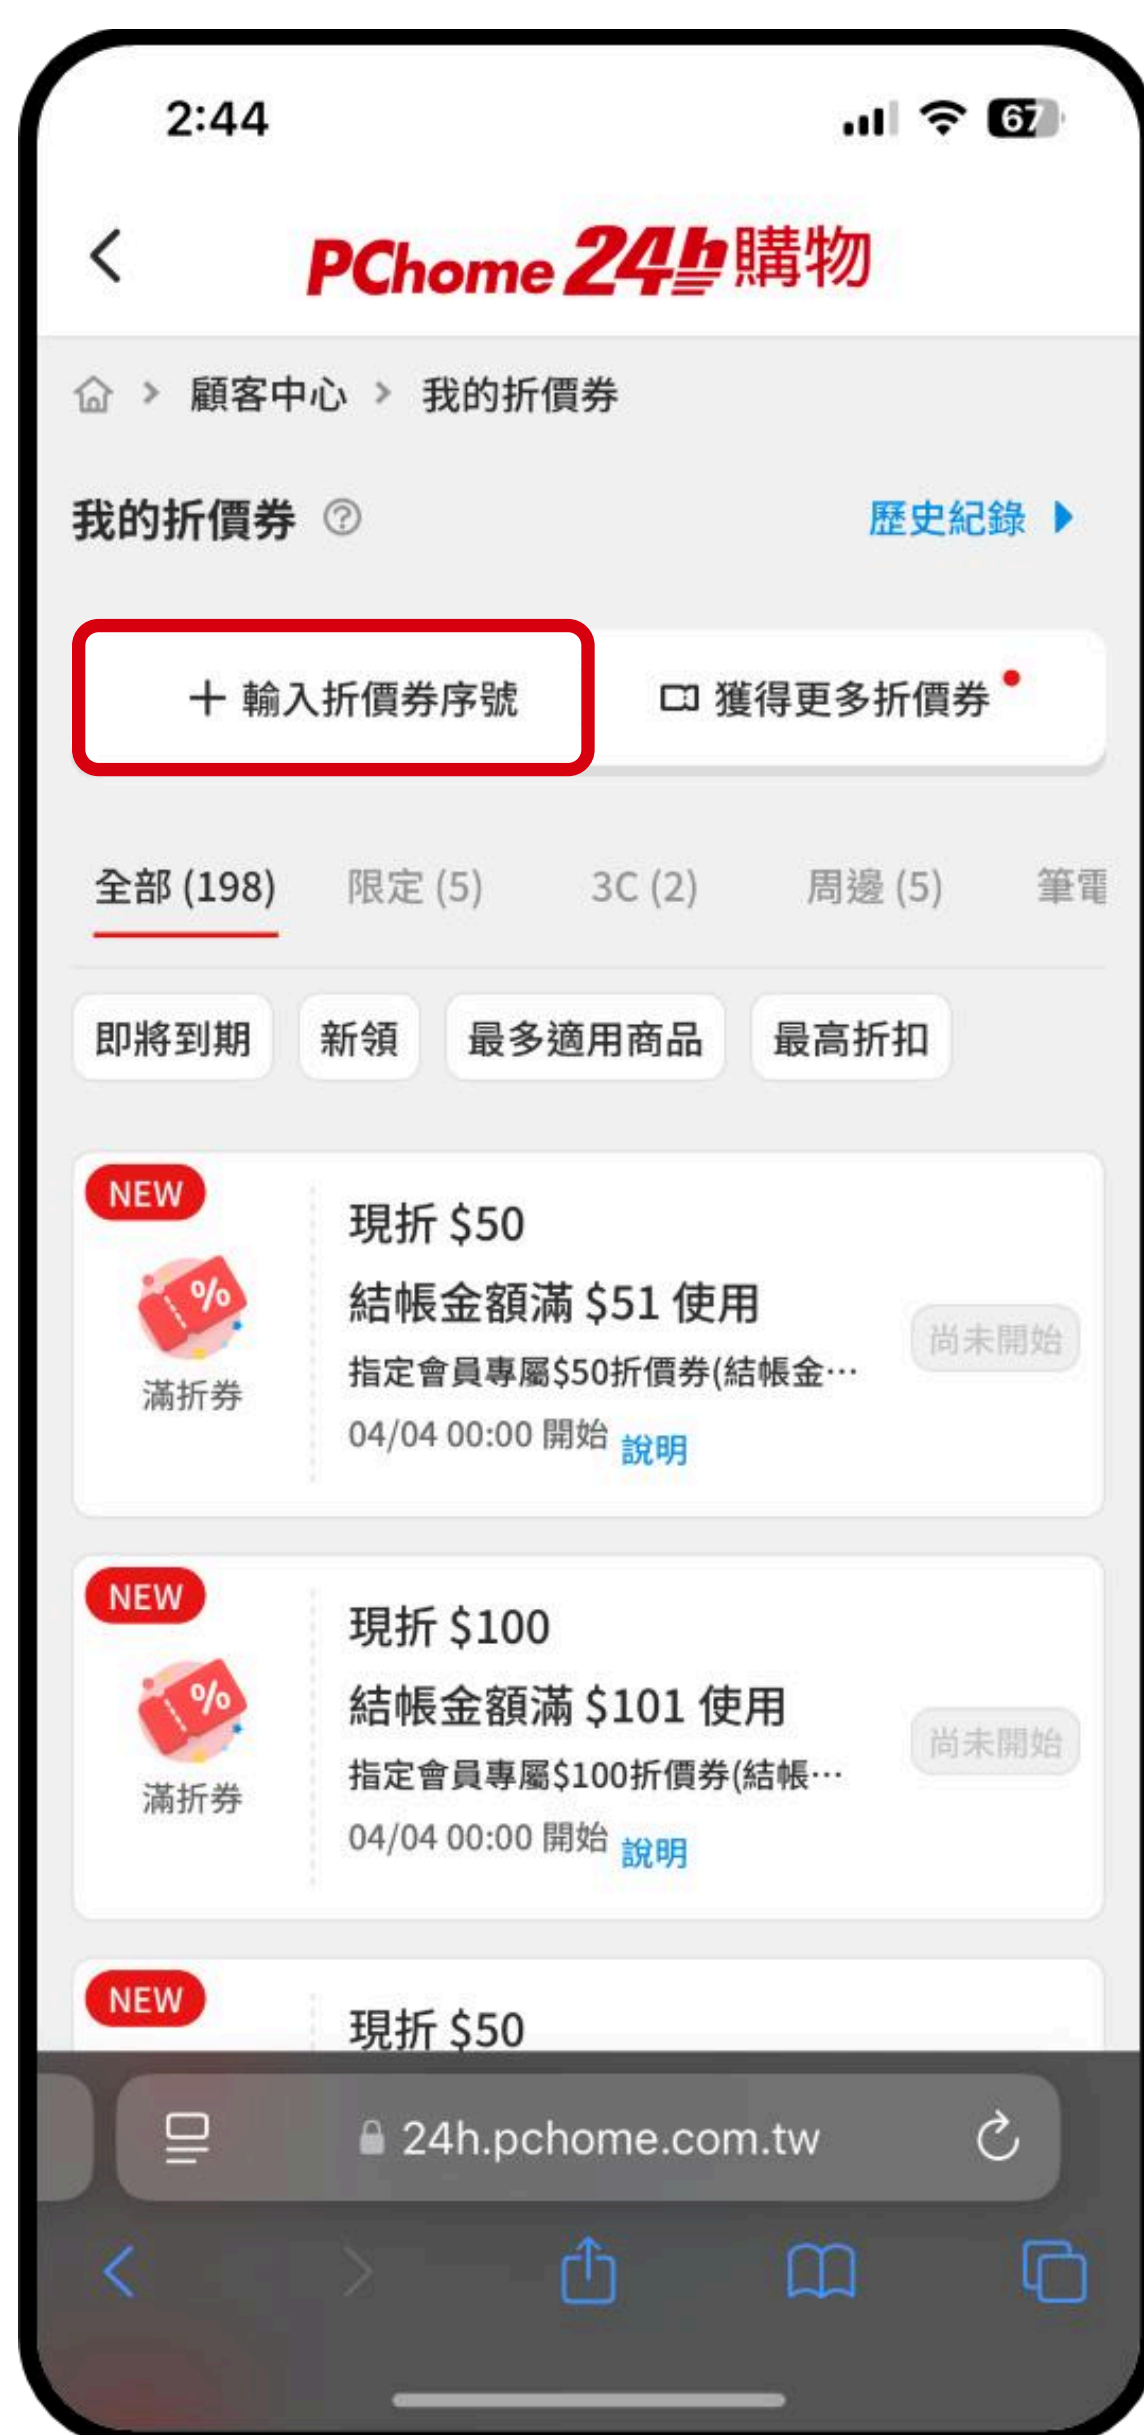 2:44
67
PChome 24h購物
顧客中心 > 我的折價券
我的折價券 ?
歷史紀錄
+ 輸入折價券序號
獲得更多折價券
全部 (198) 限定 (5) 3C (2) 周邊 (5) 筆電
即將到期 新領 最多適用商品 最高折扣
NEW
現折 $50
結帳金額滿 $51 使用
指定會員專屬$50折價券(結帳金…
04/04 00:00 開始 說明
滿折券
尚未開始
NEW
現折 $100
結帳金額滿 $101 使用
指定會員專屬$100折價券(結帳…
04/04 00:00 開始 說明
滿折券
尚未開始
NEW
現折 $50
24h.pchome.com.tw